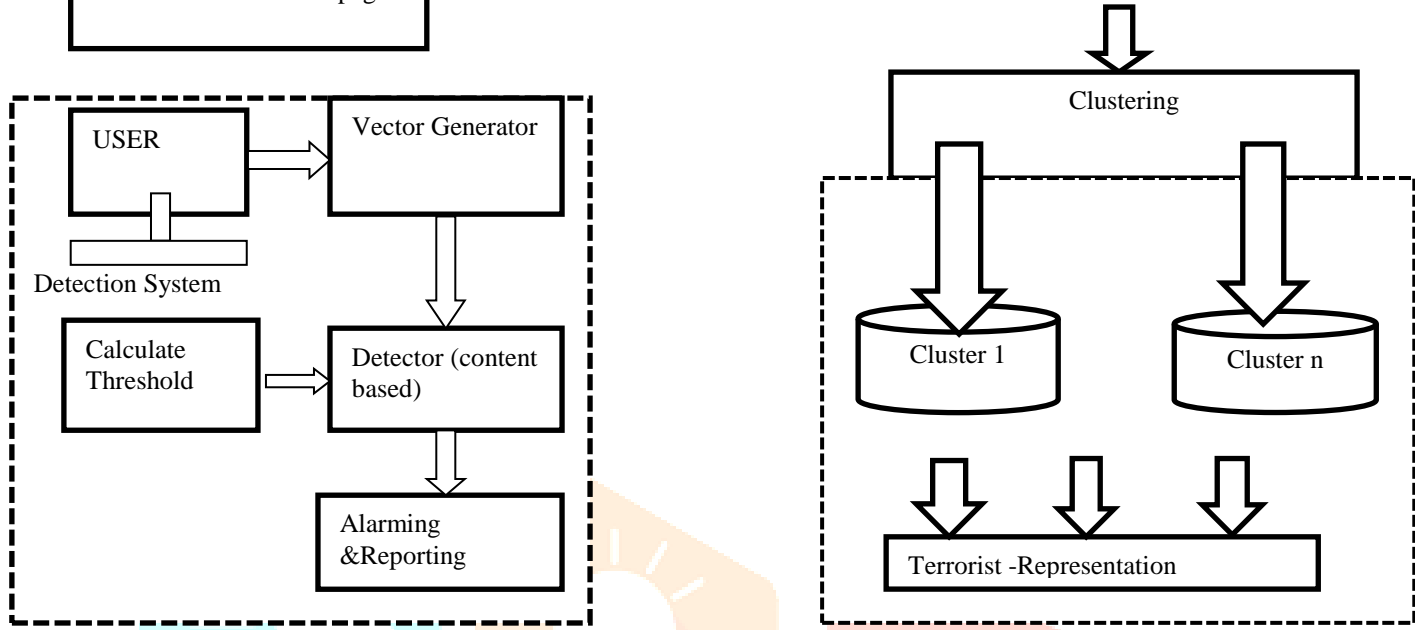 USER
Vector Generator
Detection System
Calculate
Threshold
Detector (content
based)
Alarming
&Reporting
Clustering
Cluster 1
Cluster n
Terrorist -Representation